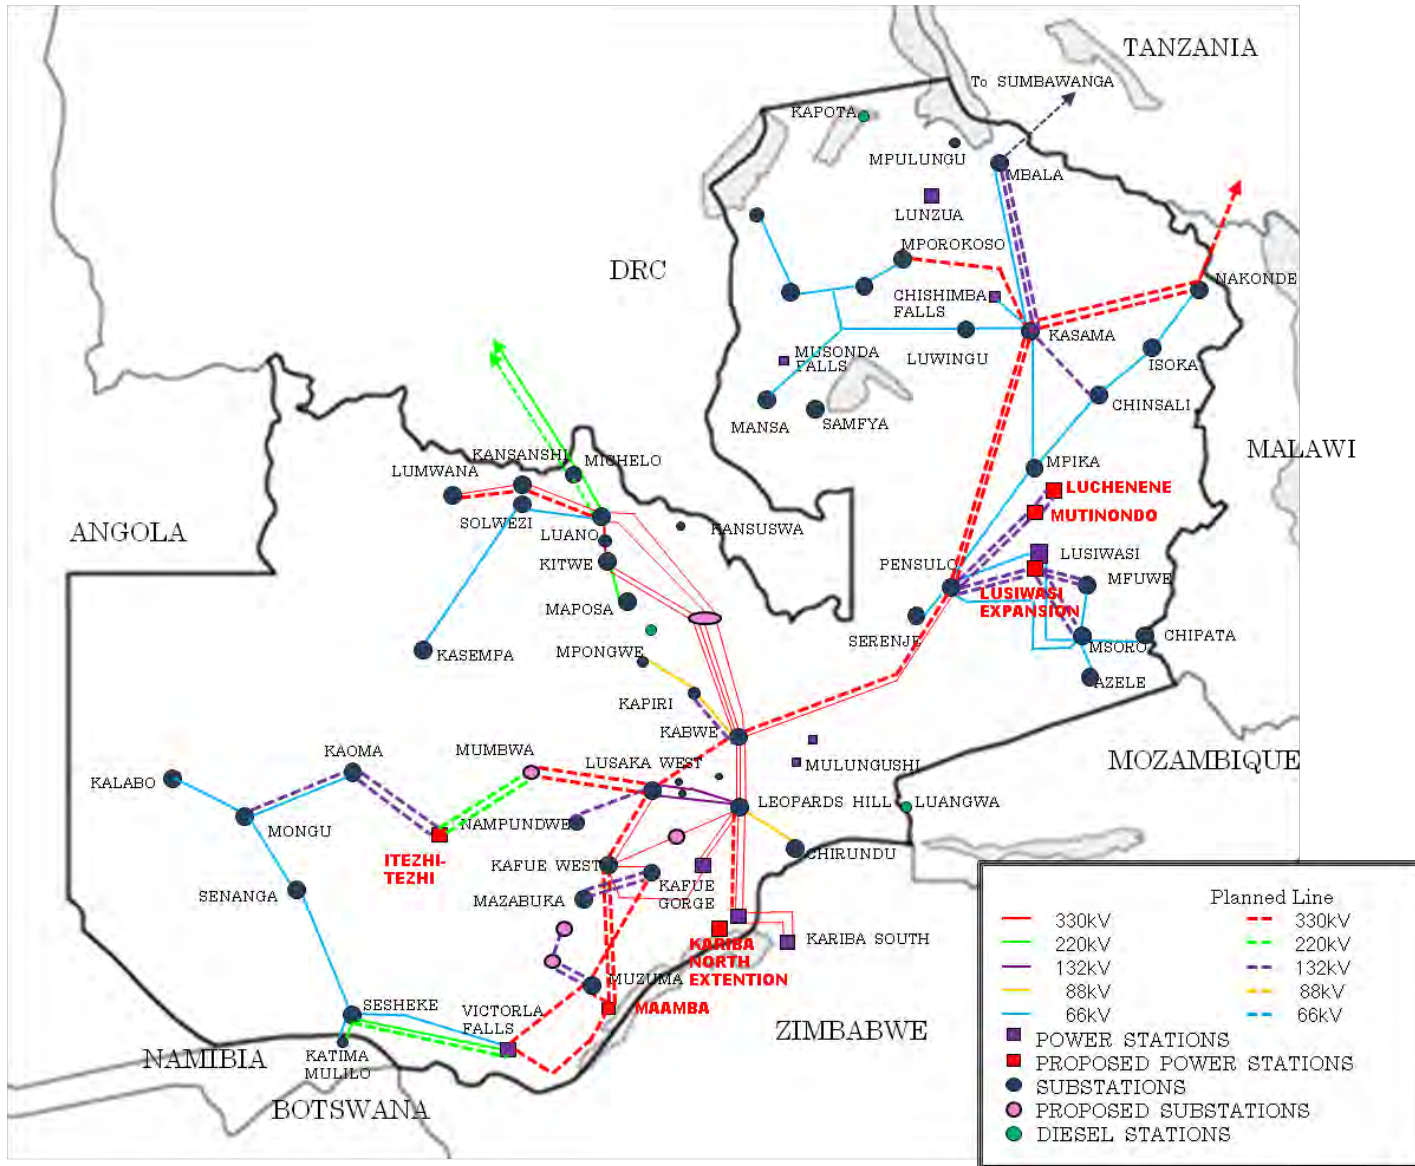 TANZANIA
To SUMBAWANGA
KAPOTA
MPULUNGU
MBALA
LUNZUA
MPOROKOSO
DRC
NAKONDE
CHISHIMBA
FALLS
KASAMA
LUWINGU
MUSONDA
FALLS
ISOKA
CHINSALI
MANSA
SAMFYA
MALAWI
KANSANSHI
MICHELO
LUMWANA
MPIKA
LUCHENENE
MUTINONDO
SOLWEZI
KANSUSWA
ANGOLA
LUANO
KITWE
PENSULO
LUSIWASI
MFUWE
LUSIWASI
EXPANSION
MAPOSA
SERENJE
CHIPATA
MSORO
KASEMPA
MPONGWE
AZELE
KAPIRI
KABWE
MOZAMBIQUE
KAOMA
MUMBWA
LUSAKA WEST
MULUNGUSHI
KALABO
LEOPARDS HILL
LUANGWA
MONGU
NAMPUNDWE
ITEZHI-
TEZHI
KAFUE WEST
CHIRUNDU
KAFUE
GORGE
SENANGA
MAZABUKA
KARIBA SOUTH
KARIBA
NORTH
EXTENTION
MUZUMA
SESHEKE
VICTORLA
FALLS
MAAMBA
ZIMBABWE
NAMIBIA
KATIMA
MULILO
BOTSWANA
Planned Line
330kV 330kV
220kV 220kV
132kV 132kV
88kV 88kV
66kV 66kV
POWER STATIONS
PROPOSED POWER STATIONS
SUBSTATIONS
PROPOSED SUBSTATIONS
DIESEL STATIONS